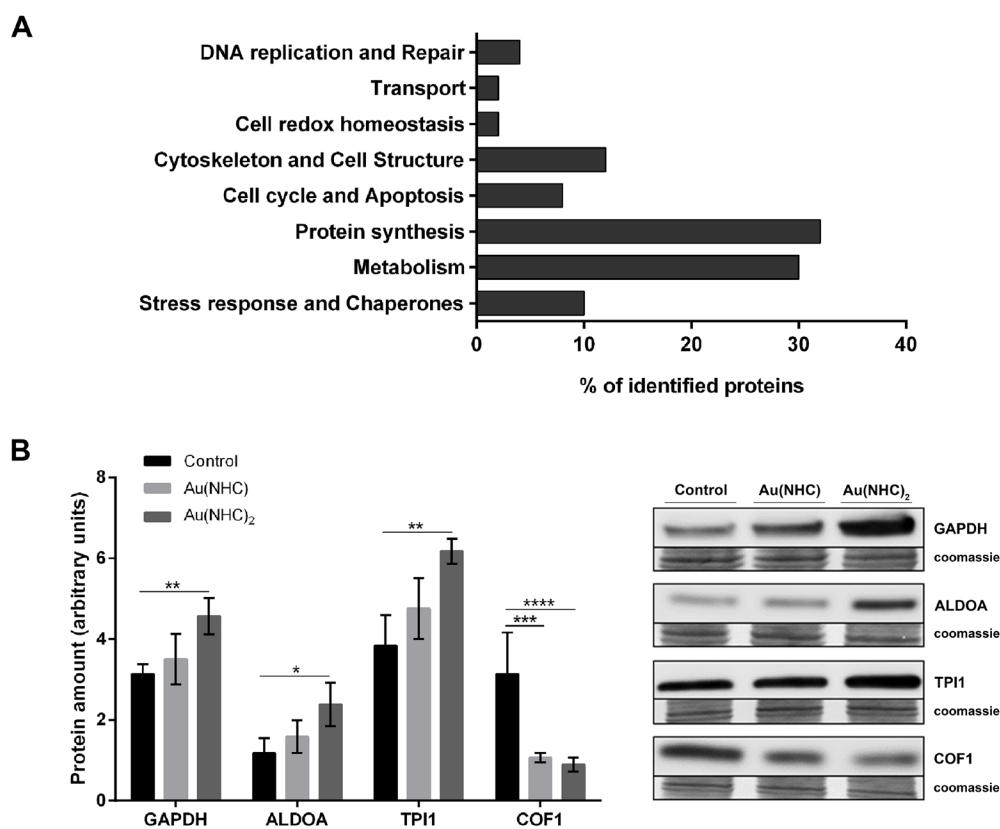 A
DNA replication and Repair
Transport
Cell redox homeostasis
Cytoskeleton and Cell Structure
Cell cycle and Apoptosis
Protein synthesis
Metabolism
Stress response and Chaperones
0 10 20 30 40
% of identified proteins
B
Control
Au(NHC)
Au(NHC)₂
Protein amount (arbitrary units)
8
6
4
2
0
**
*
**
****
***
GAPDH ALDOA TPI1 COF1
Control Au(NHC) Au(NHC)₂
GAPDH
coomassie
ALDOA
coomassie
TPI1
coomassie
COF1
coomassie